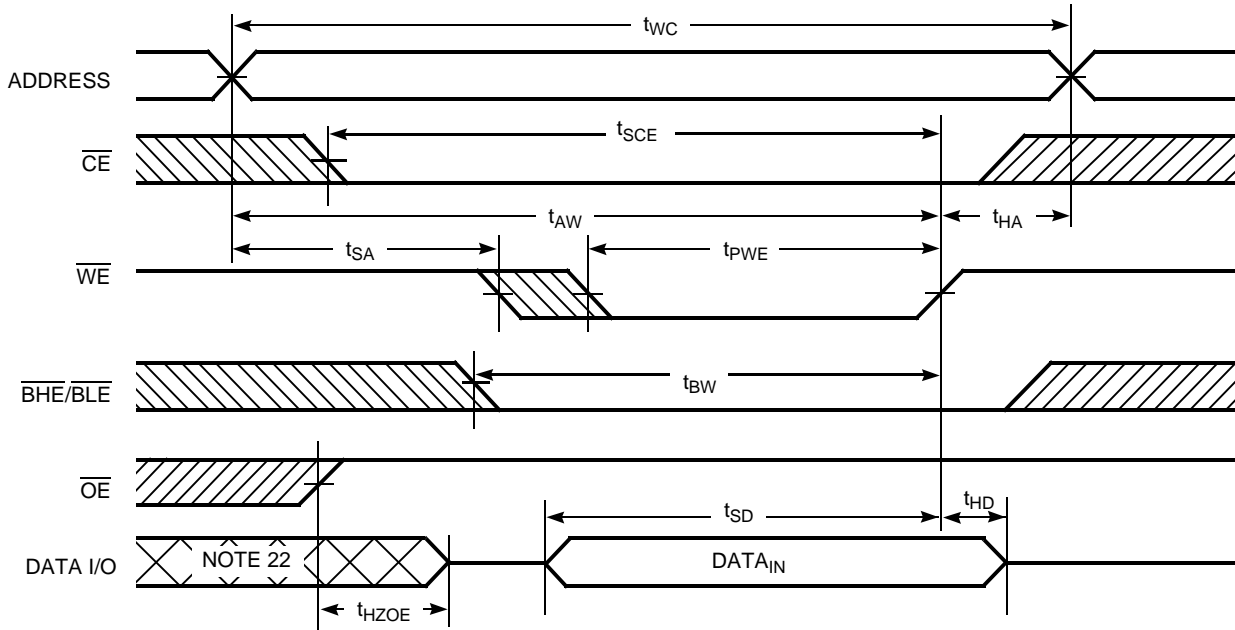 tWC
ADDRESS
tSCE
CE
tAW
tHA
tSA
tPWE
WE
tBW
BHE/BLE
OE
tSD
tHD
DATA I/O
NOTE 22
DATAIN
tHZOE